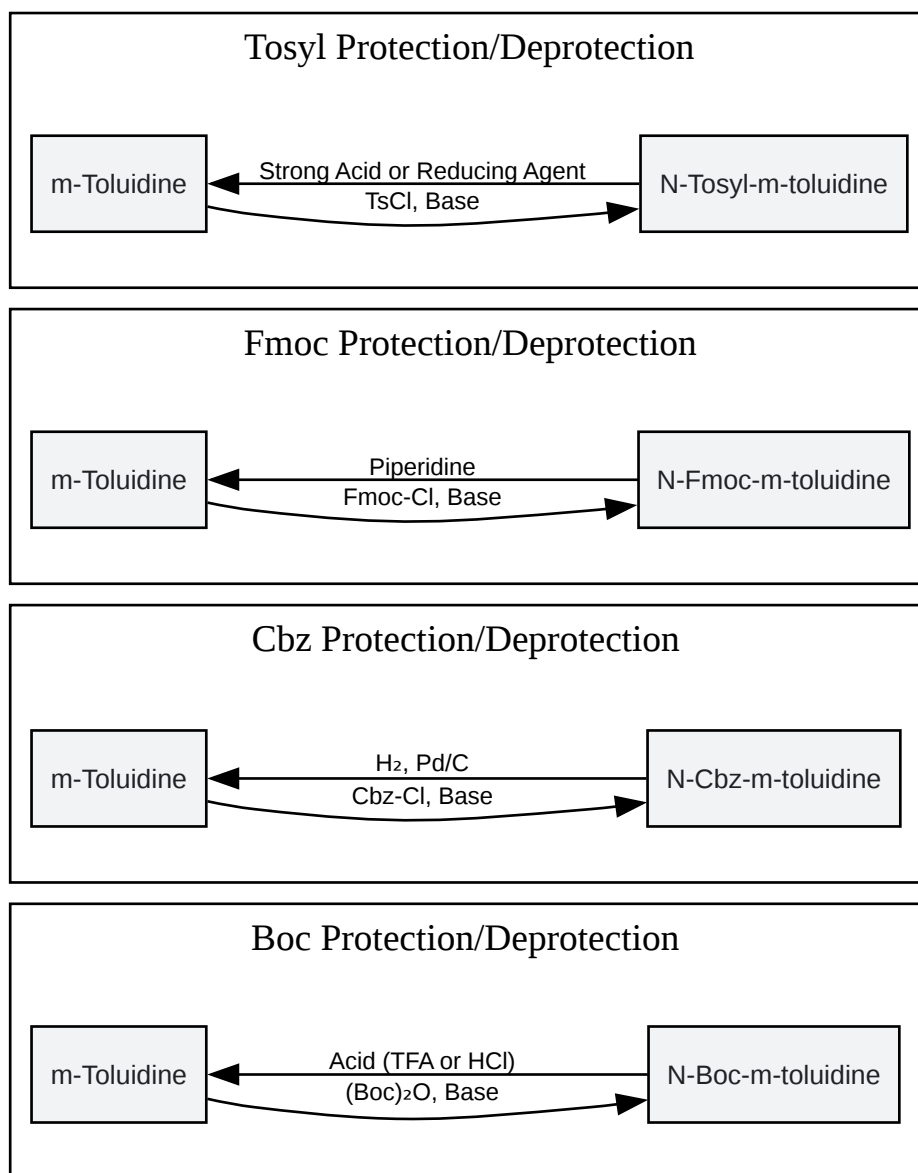 Tosyl Protection/Deprotection
m-Toluidine
Strong Acid or Reducing Agent
TsCl, Base
N-Tosyl-m-toluidine
Fmoc Protection/Deprotection
m-Toluidine
Piperidine
Fmoc-Cl, Base
N-Fmoc-m-toluidine
Cbz Protection/Deprotection
m-Toluidine
H₂, Pd/C
Cbz-Cl, Base
N-Cbz-m-toluidine
Boc Protection/Deprotection
m-Toluidine
Acid (TFA or HCl)
(Boc)₂O, Base
N-Boc-m-toluidine